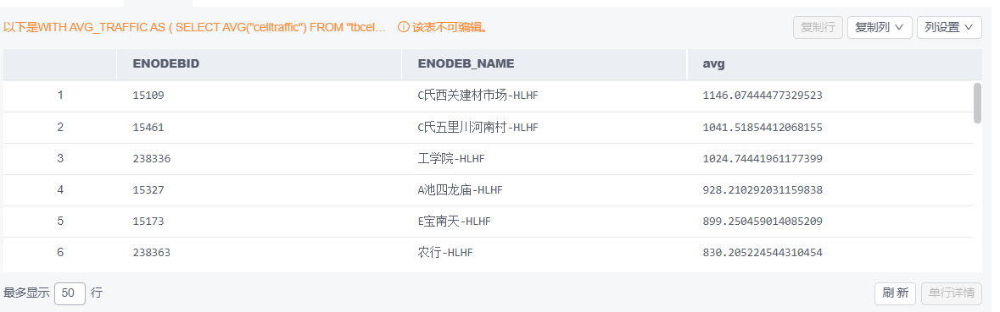 以下是WITH AVG_TRAFFIC AS ( SELECT AVG("celltraffic") FROM "tbcel... 该表不可编辑。 复制行 复制列 列设置
ENODEBID ENODEB_NAME avg
1 15109 C氏西关建材市场-HLHF 1146.07444477329523
2 15461 C氏五里川河南村-HLHF 1041.51854412068155
3 238336 工学院-HLHF 1024.74441961177399
4 15327 A池四龙庙-HLHF 928.210292031159838
5 15173 E宝南天-HLHF 899.250459014085209
6 238363 农行-HLHF 830.205224544310454
最多显示 50 行 刷 新 单行详情